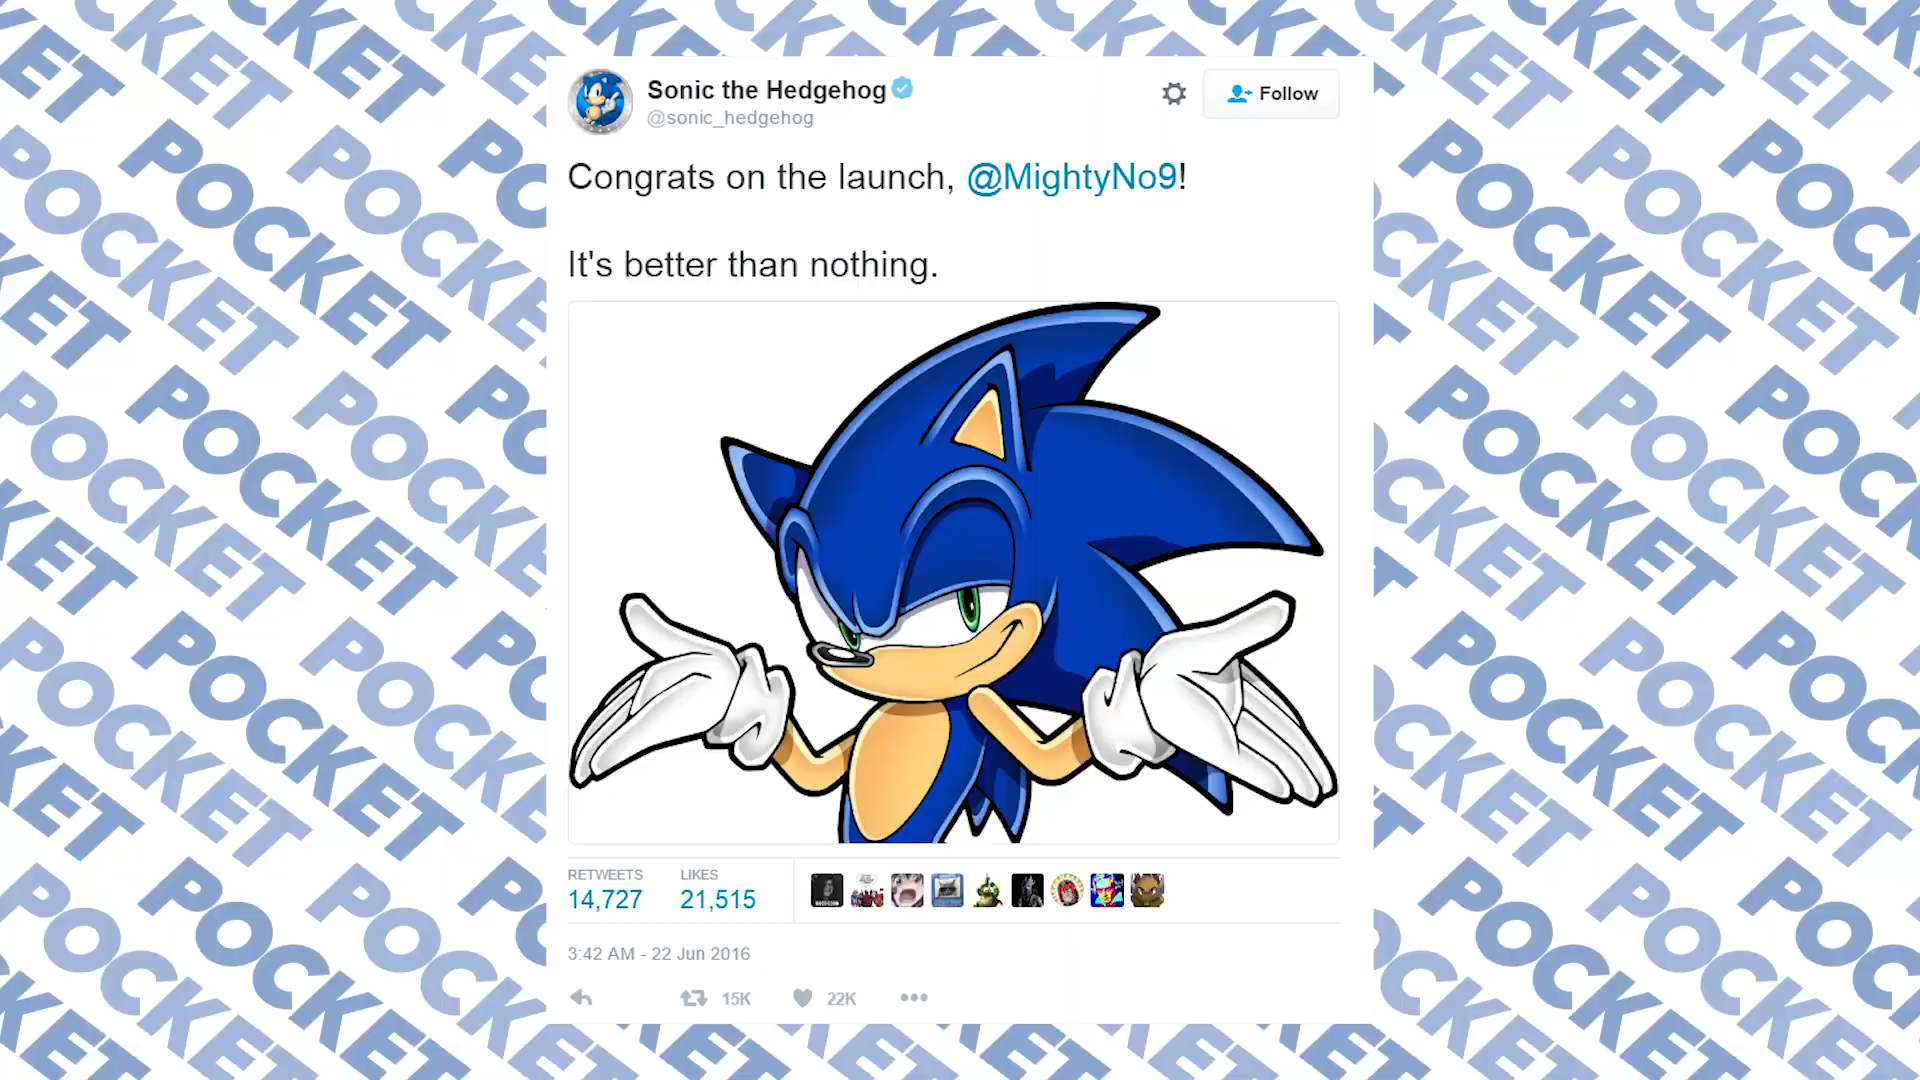 Sonic the Hedgehog
@sonic_hedgehog
Follow
Congrats on the launch, @MightyNo9!
It's better than nothing.
RETWEETS LIKES
14,727 21,515
3:42 AM - 22 Jun 2016
15K 22K
POCKET